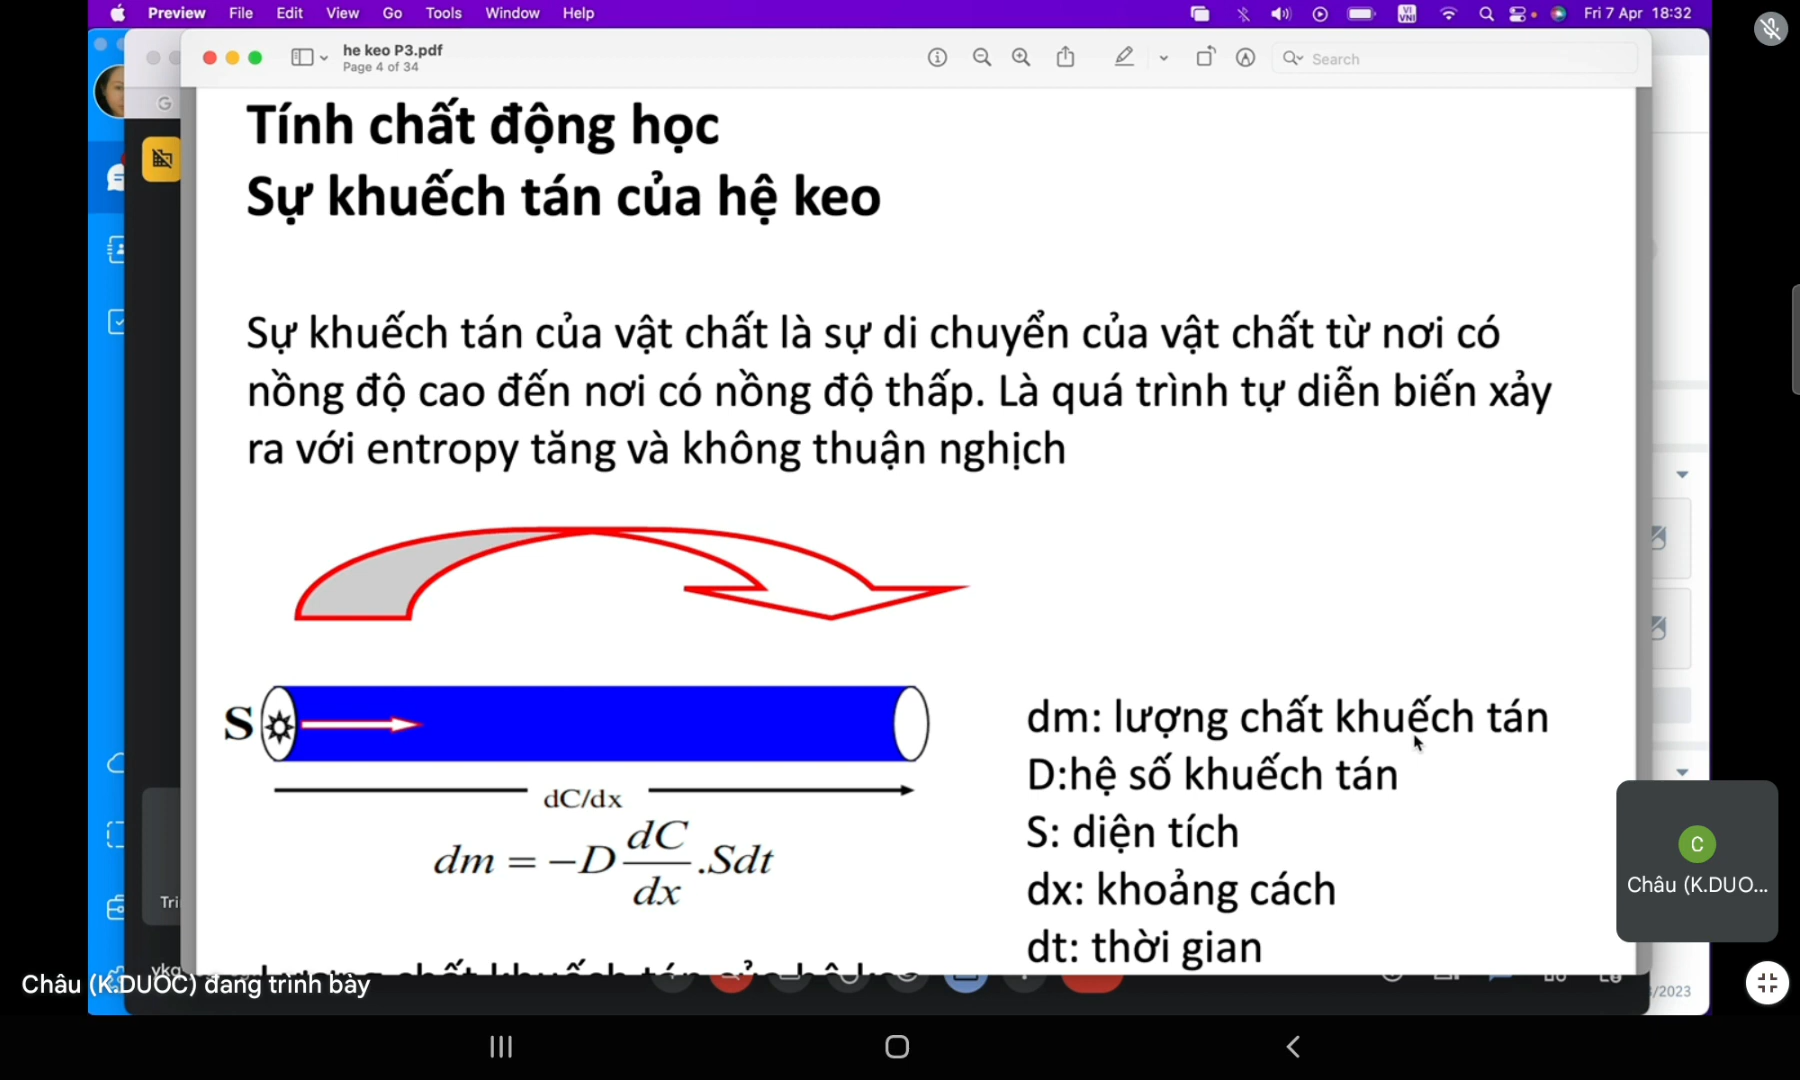 Preview File Edit View Go Tools Window Help
VI
VNI
Fri 7 Apr 18:32
he keo P3.pdf
Page 4 of 34
Search
G
Tính chất động học
Sự khuếch tán của hệ keo
Sự khuếch tán của vật chất là sự di chuyển của vật chất từ nơi có
nồng độ cao đến nơi có nồng độ thấp. Là quá trình tự diễn biến xảy
ra với entropy tăng và không thuận nghịch
S
dC/dx
dm = −D dC/dx .Sdt
dm: lượng chất khuếch tán
D:hệ số khuếch tán
S: diện tích
dx: khoảng cách
dt: thời gian
C
Châu (K.DUO...
Tri
Châu (K.DUOC) đang trình bày
/2023